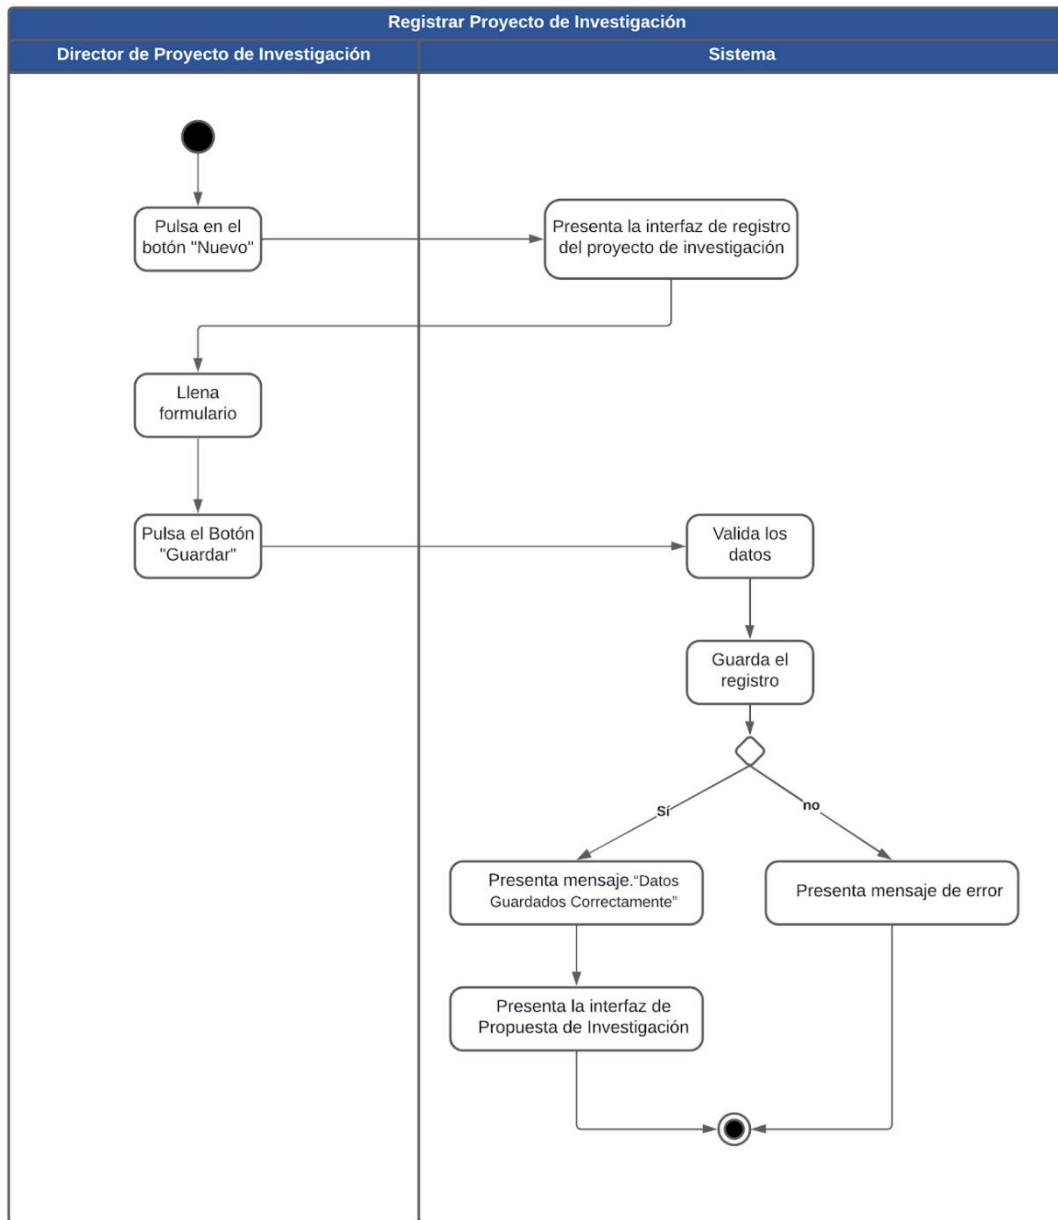 Registrar Proyecto de Investigación
Director de Proyecto de Investigación
Sistema
Pulsa en el
botón "Nuevo"
Presenta la interfaz de registro
del proyecto de investigación
Llena
formulario
Pulsa el Botón
"Guardar"
Valida los
datos
Guarda el
registro
Sí
no
Presenta mensaje.“Datos
Guardados Correctamente”
Presenta mensaje de error
Presenta la interfaz de
Propuesta de Investigación